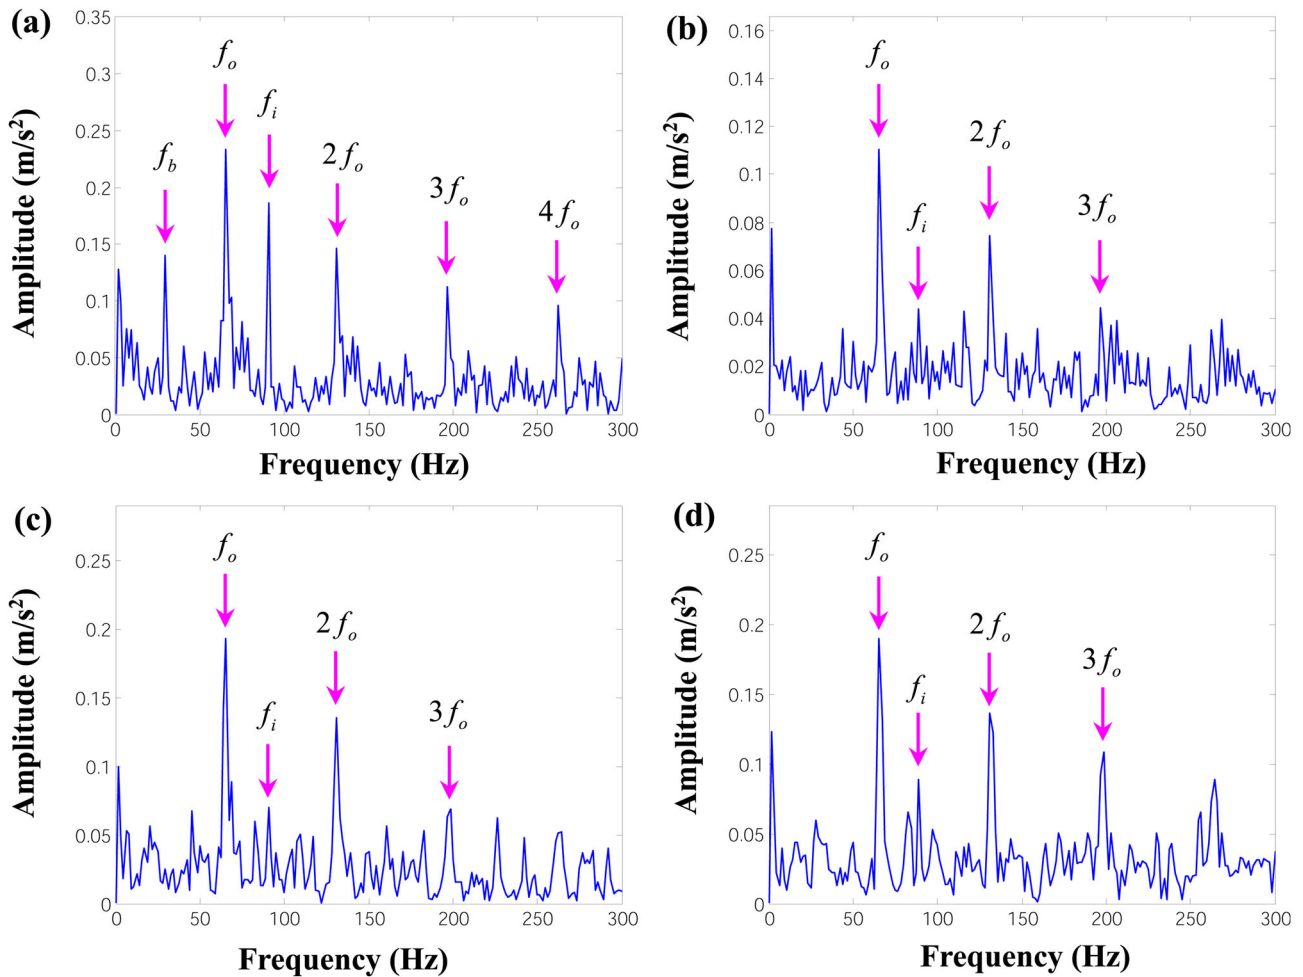 (a)
Amplitude (m/s²)
0.35
0.3
0.25
0.2
0.15
0.1
0.05
0
f_b
f_o
f_i
2f_o
3f_o
4f_o
0 50 100 150 200 250 300
Frequency (Hz)
(b)
Amplitude (m/s²)
0.16
0.14
0.12
0.1
0.08
0.06
0.04
0.02
0
f_o
f_i
2f_o
3f_o
0 50 100 150 200 250 300
Frequency (Hz)
(c)
Amplitude (m/s²)
0.25
0.2
0.15
0.1
0.05
0
f_o
f_i
2f_o
3f_o
0 50 100 150 200 250 300
Frequency (Hz)
(d)
Amplitude (m/s²)
0.25
0.2
0.15
0.1
0.05
0
f_o
f_i
2f_o
3f_o
0 50 100 150 200 250 300
Frequency (Hz)